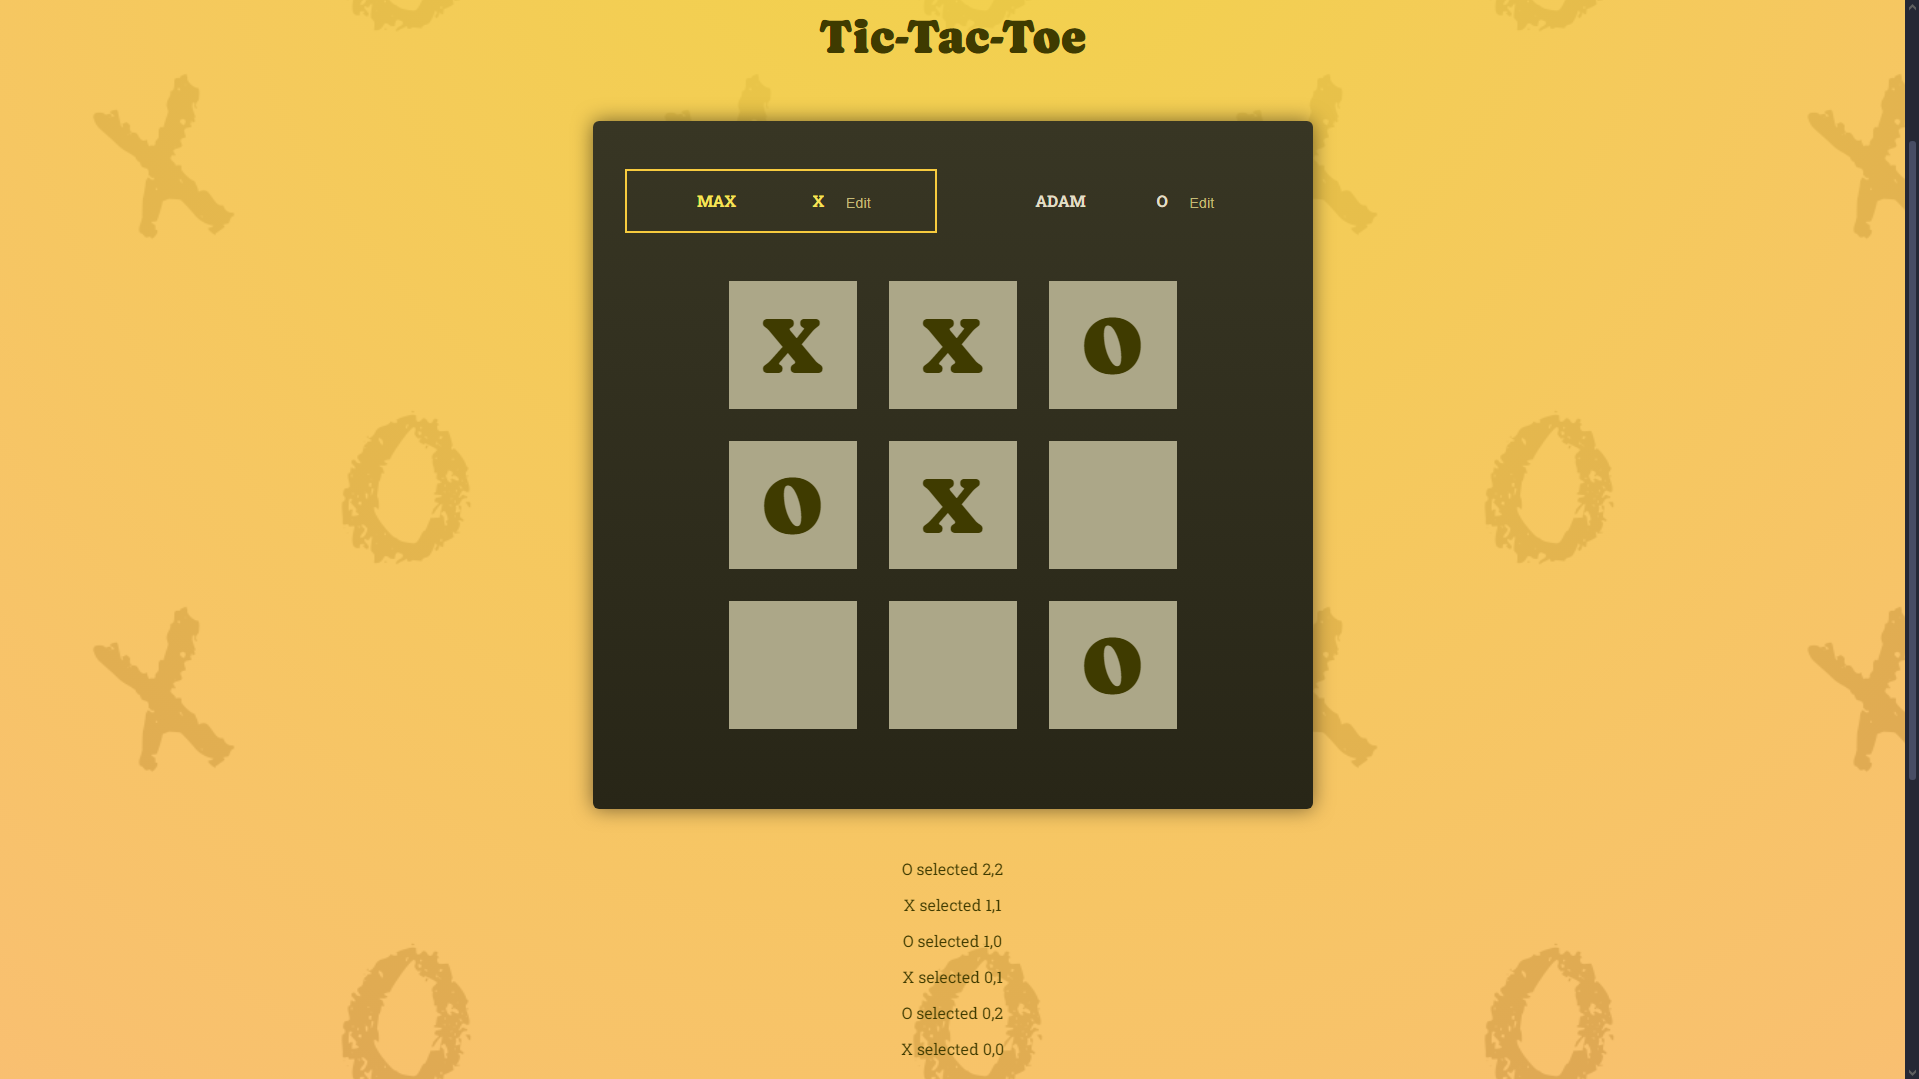 Tic-Tac-Toe
MAX X Edit ADAM O Edit
X X O
O X
O
O selected 2,2
X selected 1,1
O selected 1,0
X selected 0,1
O selected 0,2
X selected 0,0